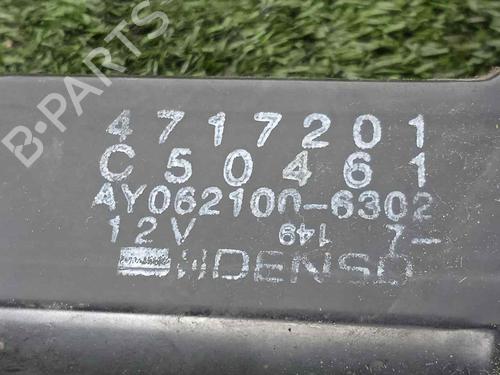 B-PARTS
4717201
C50461
AY062100-6302
12V 149 7-
DENSO